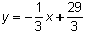 y = -1/3 x + 29/3